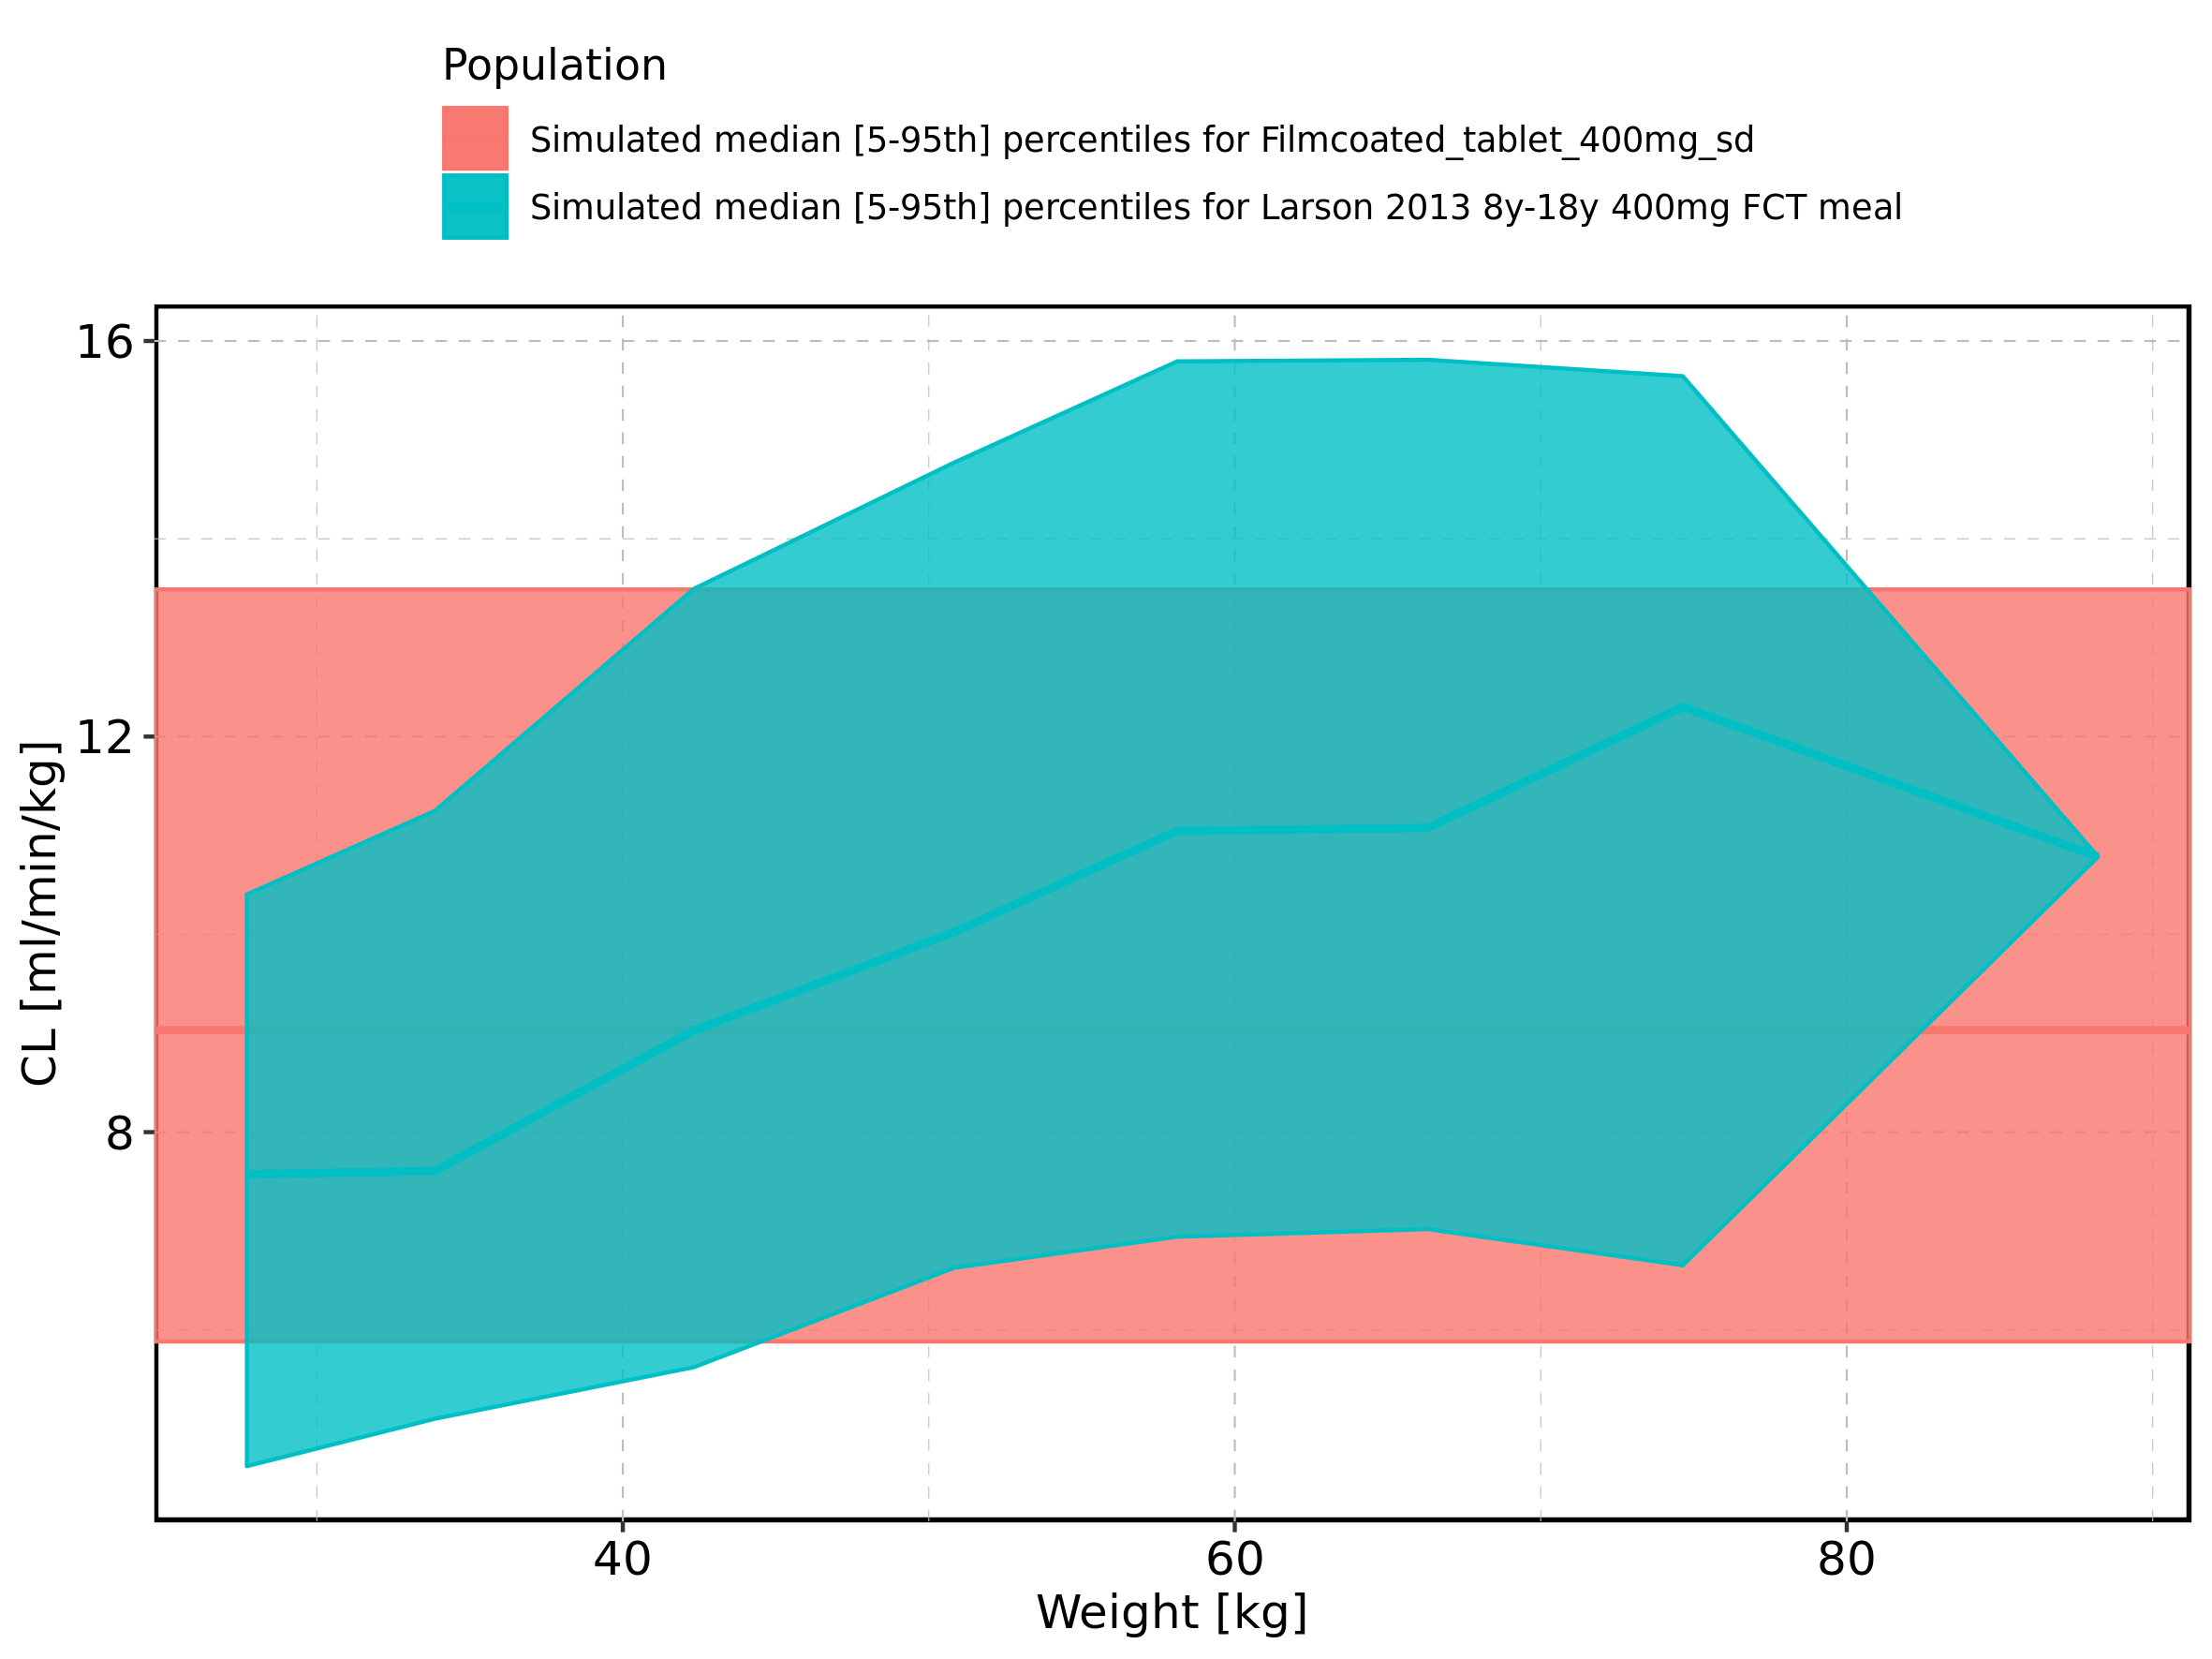 Population
Simulated median [5-95th] percentiles for Filmcoated_tablet_400mg_sd
Simulated median [5-95th] percentiles for Larson 2013 8y-18y 400mg FCT meal
16
12
8
CL [ml/min/kg]
40 60 80
Weight [kg]